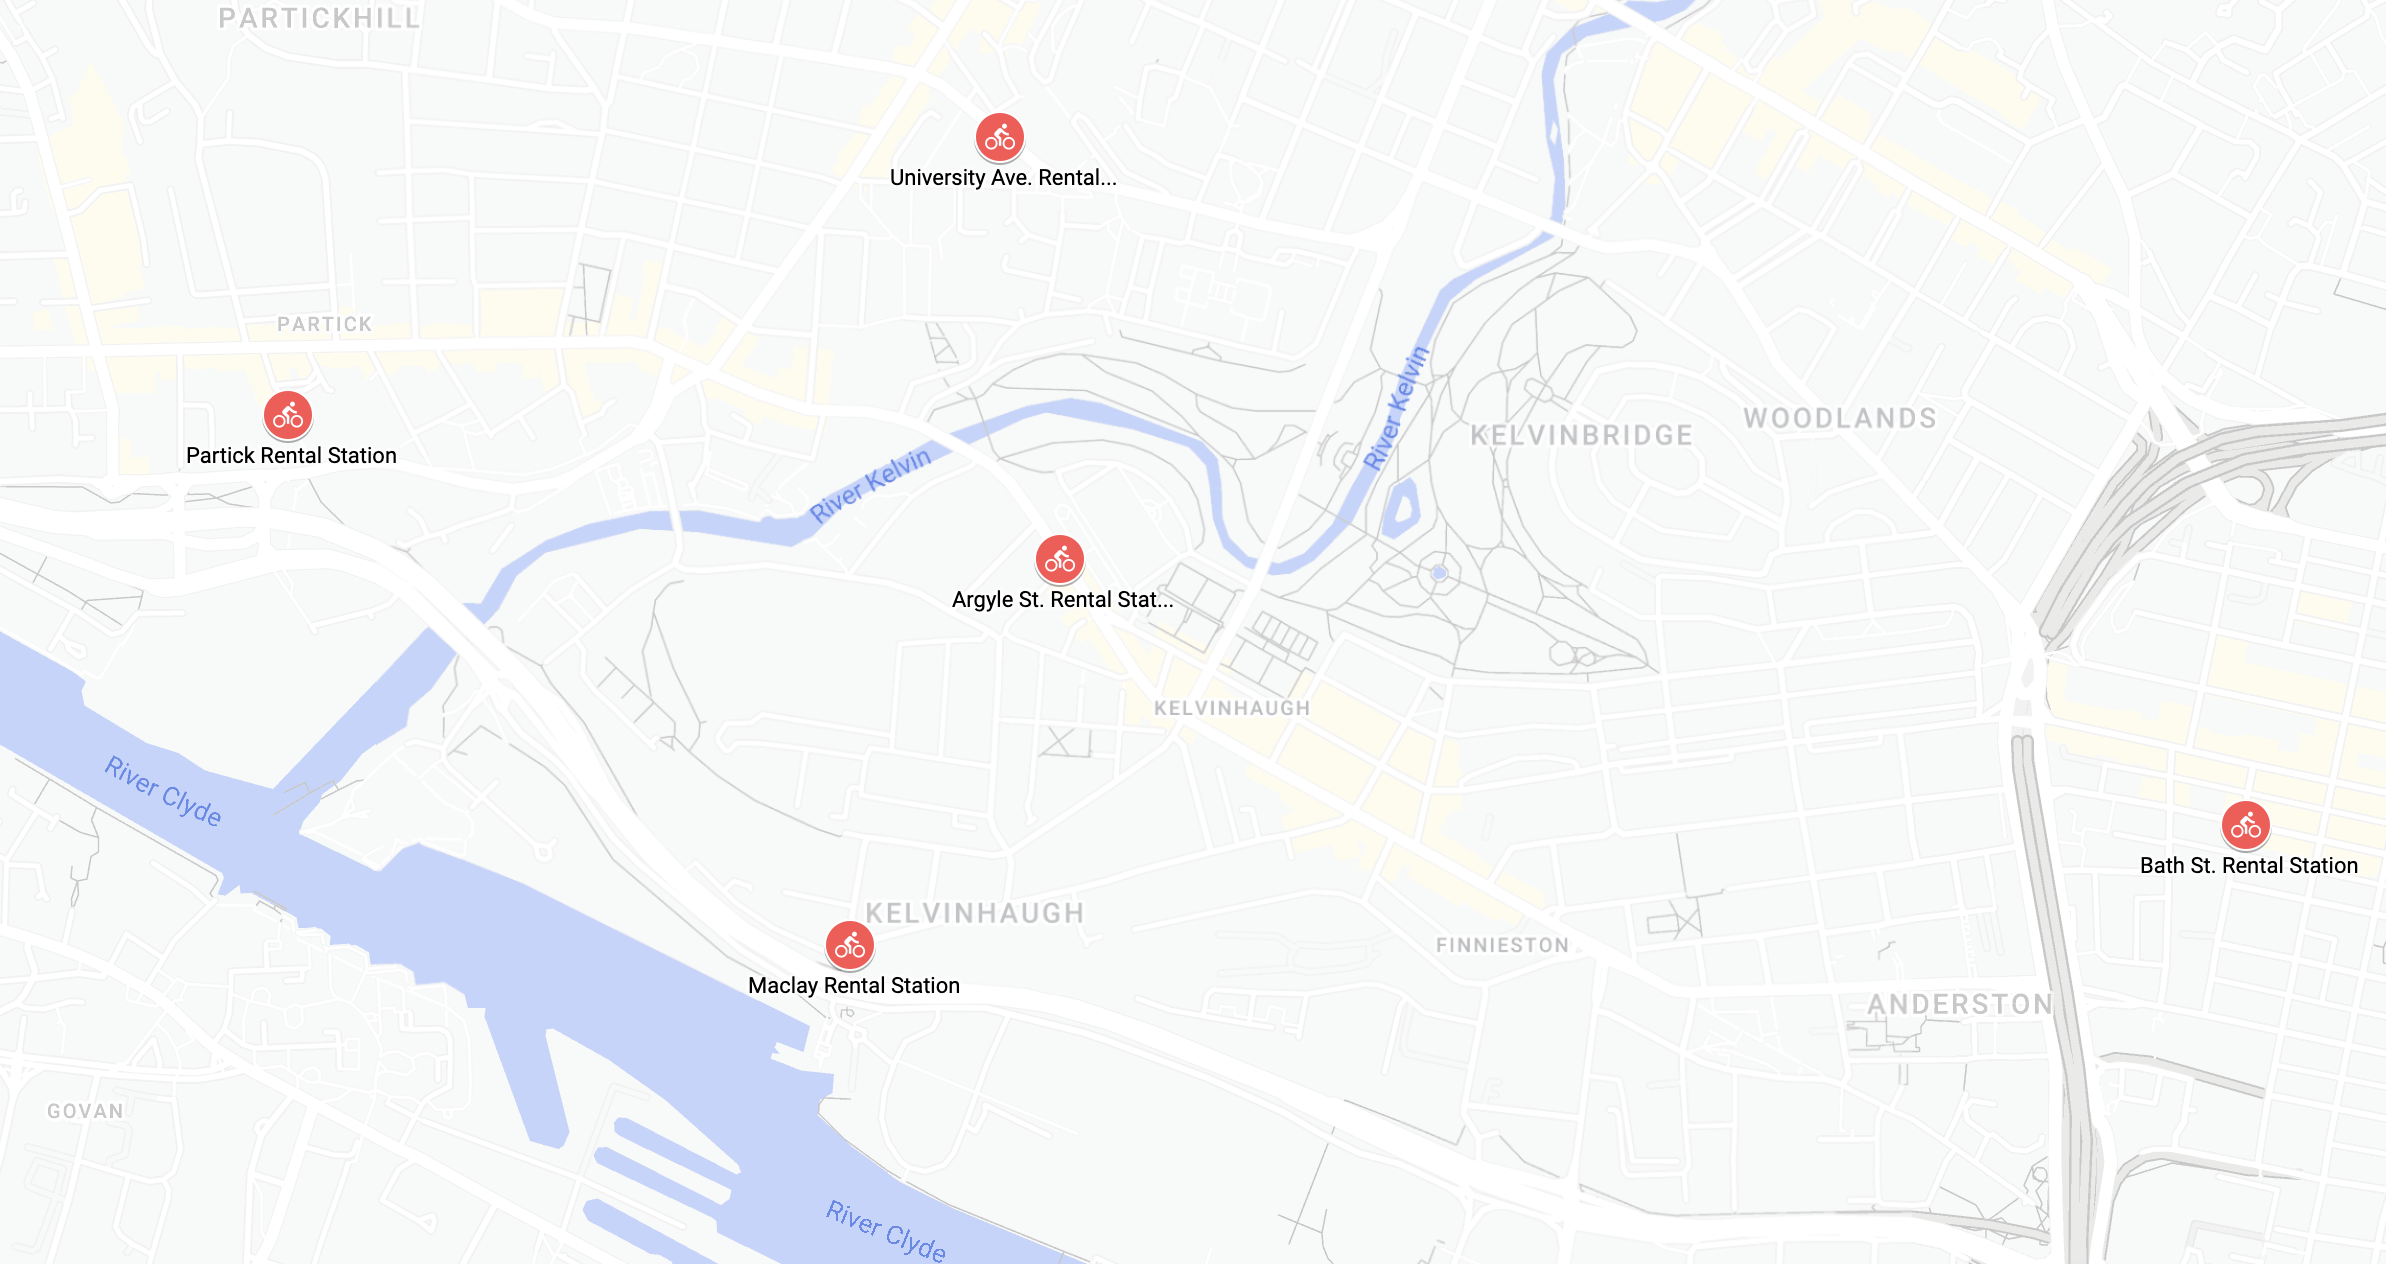 PARTICKHILL
University Ave. Rental...
PARTICK
River Kelvin
KELVINBRIDGE
WOODLANDS
Partick Rental Station
River Kelvin
Argyle St. Rental Stat...
KELVINHAUGH
River Clyde
Bath St. Rental Station
KELVINHAUGH
FINNIESTON
Maclay Rental Station
ANDERSTON
GOVAN
River Clyde